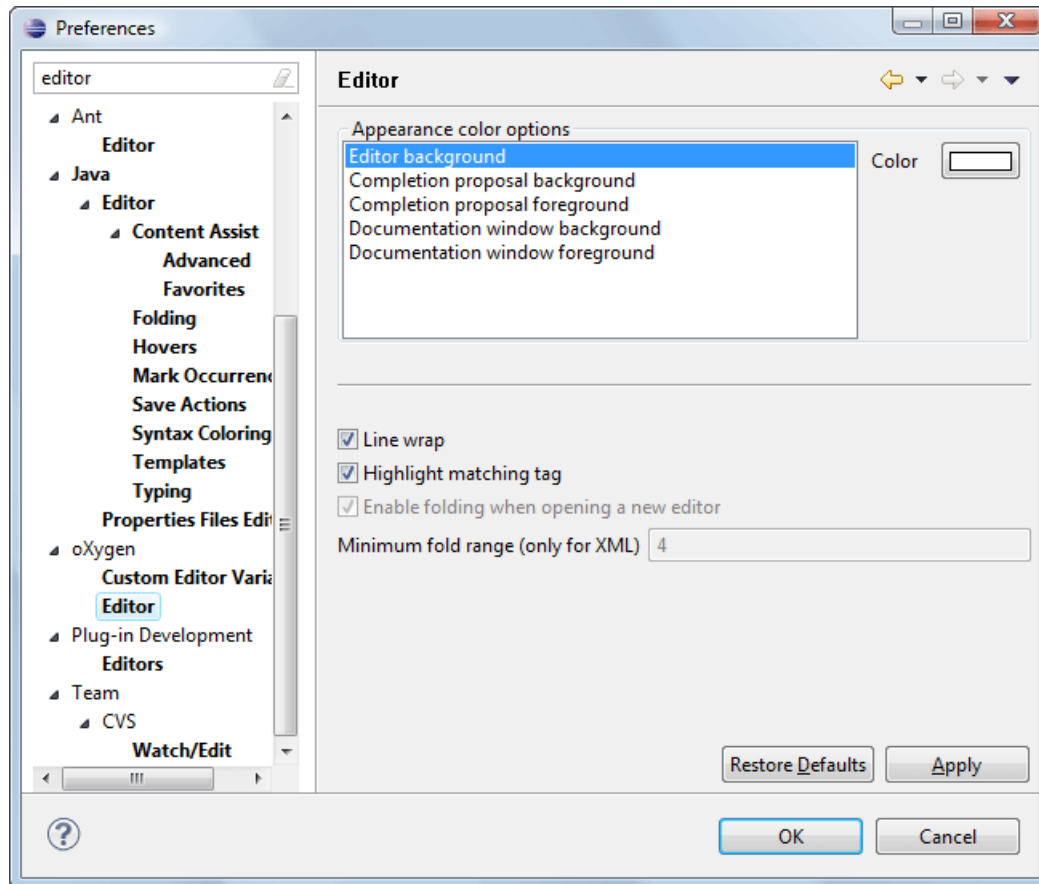 Preferences
editor
Ant
Editor
Java
Editor
Content Assist
Advanced
Favorites
Folding
Hovers
Mark Occurren
Save Actions
Syntax Coloring
Templates
Typing
Properties Files Edi
oXygen
Custom Editor Varia
Editor
Plug-in Development
Editors
Team
CVS
Watch/Edit
Editor
Appearance color options
Editor background
Completion proposal background
Completion proposal foreground
Documentation window background
Documentation window foreground
Color
Line wrap
Highlight matching tag
Enable folding when opening a new editor
Minimum fold range (only for XML) 4
Restore Defaults Apply
? OK Cancel